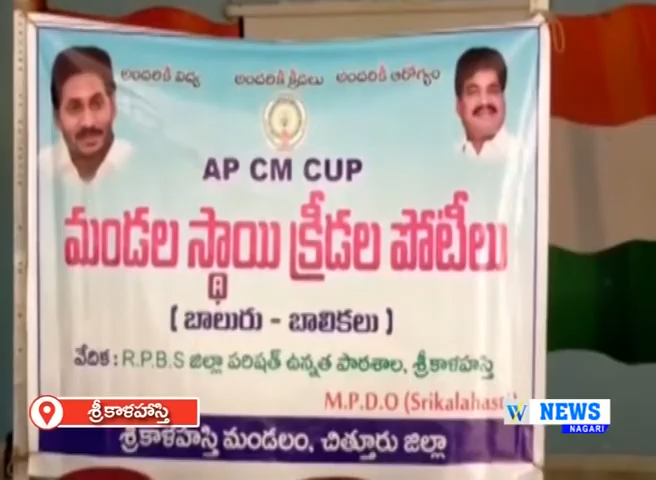 అందరికీ విద్య అందరికీ క్రీడలు అందరికీ ఆరోగ్యం
AP CM CUP
మండల స్థాయి క్రీడల పోటీలు
( బాలురు - బాలికలు )
వేదిక : R.P.B.S జిల్లా పరిషత్ ఉన్నత పాఠశాల, శ్రీకాళహస్తి
M.P.D.O (Srikalahasti)
శ్రీకాళహస్తి
W NEWS
NAGARI
శ్రీకాళహస్తి మండలం, చిత్తూరు జిల్లా